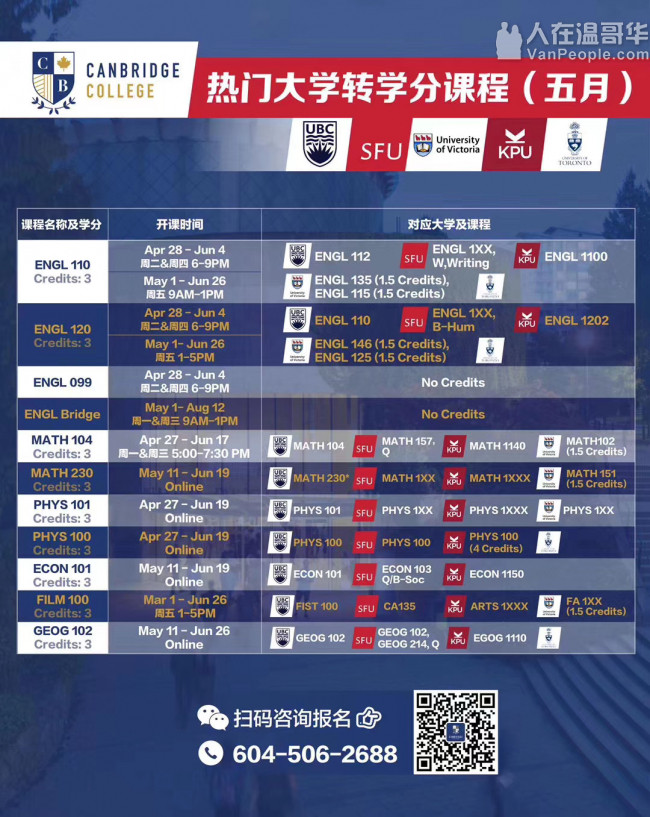 人在温哥华
VanPeople.com
C B
CANBRIDGE
COLLEGE
热门大学转学分课程（五月）
UBC
SFU
University
of Victoria
KPU
UNIVERSITY OF
TORONTO
课程名称及学分 开课时间 对应大学及课程
ENGL 110
Credits: 3
Apr 28 - Jun 4
周二&周四 6-9PM
UBC ENGL 112 SFU ENGL 1XX,
W,Writing
KPU ENGL 1100
May 1 - Jun 26
周五 9AM-1PM
ENGL 135 (1.5 Credits),
ENGL 115 (1.5 Credits)
ENGL 120
Credits: 3
Apr 28 - Jun 4
周二&周四 6-9PM
UBC ENGL 110 SFU ENGL 1XX,
B-Hum
KPU ENGL 1202
May 1- Jun 26
周五 1-5PM
ENGL 146 (1.5 Credits),
ENGL 125 (1.5 Credits)
ENGL 099
Apr 28 - Jun 4
周二&周四 6-9PM
No Credits
ENGL Bridge
May 1- Aug 12
周一&周三 9AM-1PM
No Credits
MATH 104
Credits: 3
Apr 27 - Jun 17
周一&周三 5:00-7:30 PM
UBC MATH 104 SFU MATH 157,
Q
KPU MATH 1140 MATH102
(1.5 Credits)
MATH 230
Credits: 3
May 11 - Jun 19
Online
UBC MATH 230* SFU MATH 1XX KPU MATH 1XXX MATH 151
(1.5 Credits)
PHYS 101
Credits: 3
Apr 27 - Jun 19
Online
UBC PHYS 101 SFU PHYS 1XX KPU PHYS 1XXX PHYS 1XX
PHYS 100
Credits: 3
Apr 27 - Jun 19
Online
UBC PHYS 100 SFU PHYS 100 KPU PHYS 100
(4 Credits)
ECON 101
Credits: 3
May 11 - Jun 19
Online
UBC ECON 101 SFU ECON 103
Q/B-Soc
KPU ECON 1150
FILM 100
Credits: 3
Mar 1 - Jun 26
周五 1-5PM
UBC FIST 100 SFU CA135 KPU ARTS 1XXX FA 1XX
(1.5 Credits)
GEOG 102
Credits: 3
May 11 - Jun 26
Online
UBC GEOG 102 SFU GEOG 102,
GEOG 214, Q
KPU EGOG 1110
扫码咨询报名
604-506-2688